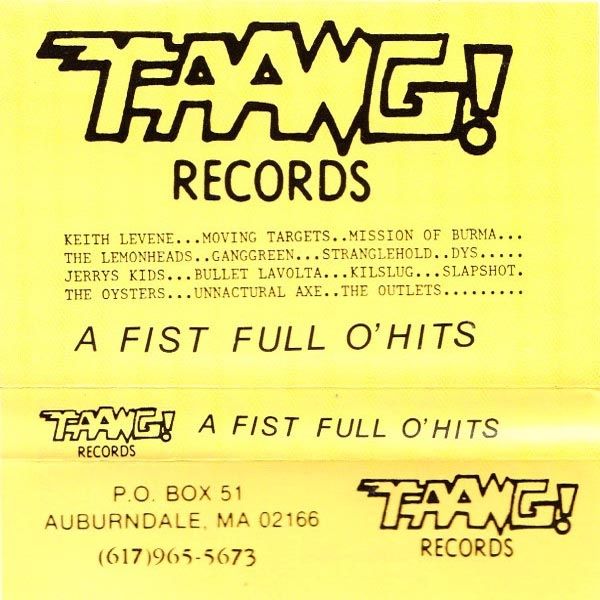 TAANG!
RECORDS
KEITH LEVENE...MOVING TARGETS..MISSION OF BURMA...
THE LEMONHEADS..GANGGREEN...STRANGLEHOLD..DYS.....
JERRYS KIDS...BULLET LAVOLTA...KILSLUG...SLAPSHOT.
THE OYSTERS...UNNACTURAL AXE..THE OUTLETS.........
A FIST FULL O'HITS
TAANG!
RECORDS
A FIST FULL O'HITS
P.O. BOX 51
AUBURNDALE, MA 02166
(617)965-5673
TAANG!
RECORDS